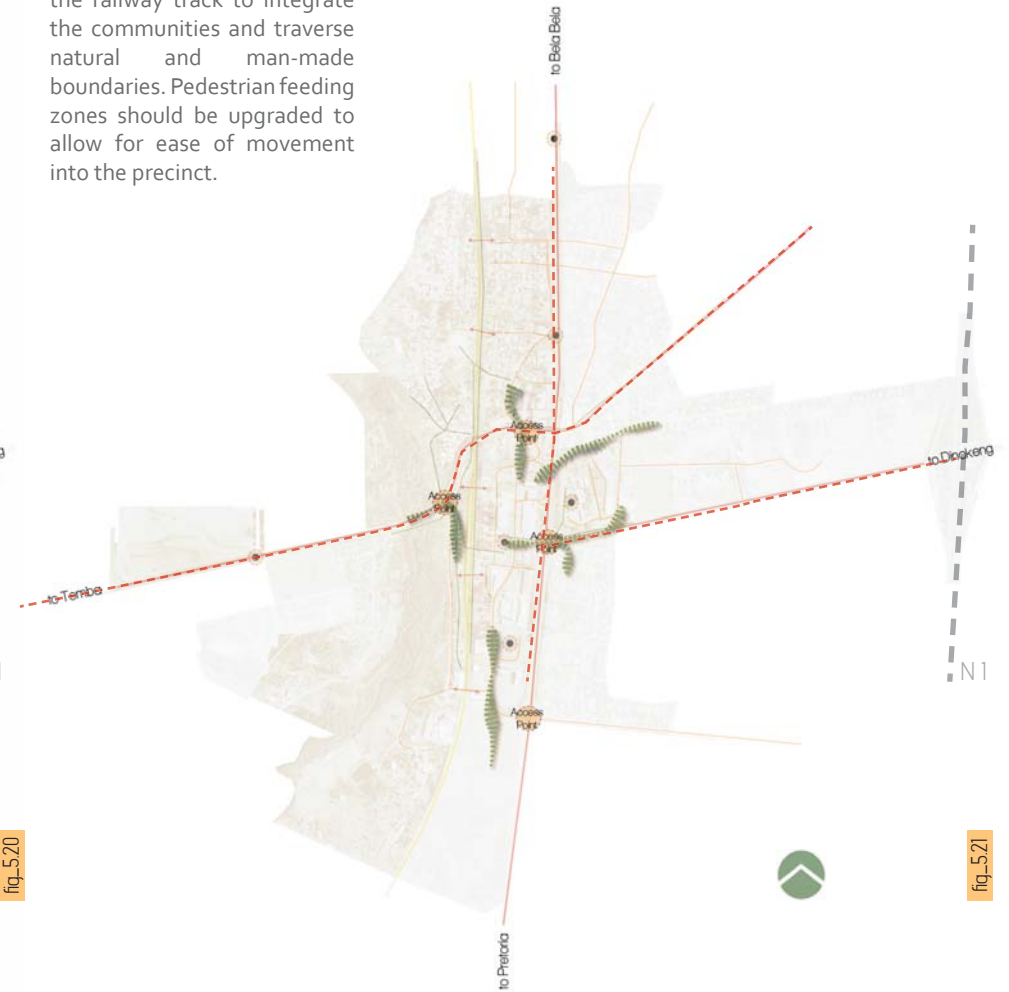 the railway track to integrate
the communities and traverse
natural and man-made
boundaries. Pedestrian feeding
zones should be upgraded to
allow for ease of movement
into the precinct.
to Bela Bela
Access
Point
Access
Point
Access
Point
to Dinokeng
to Temba
N1
Access
Point
fig_5.20
fig_5.21
to Pretoria